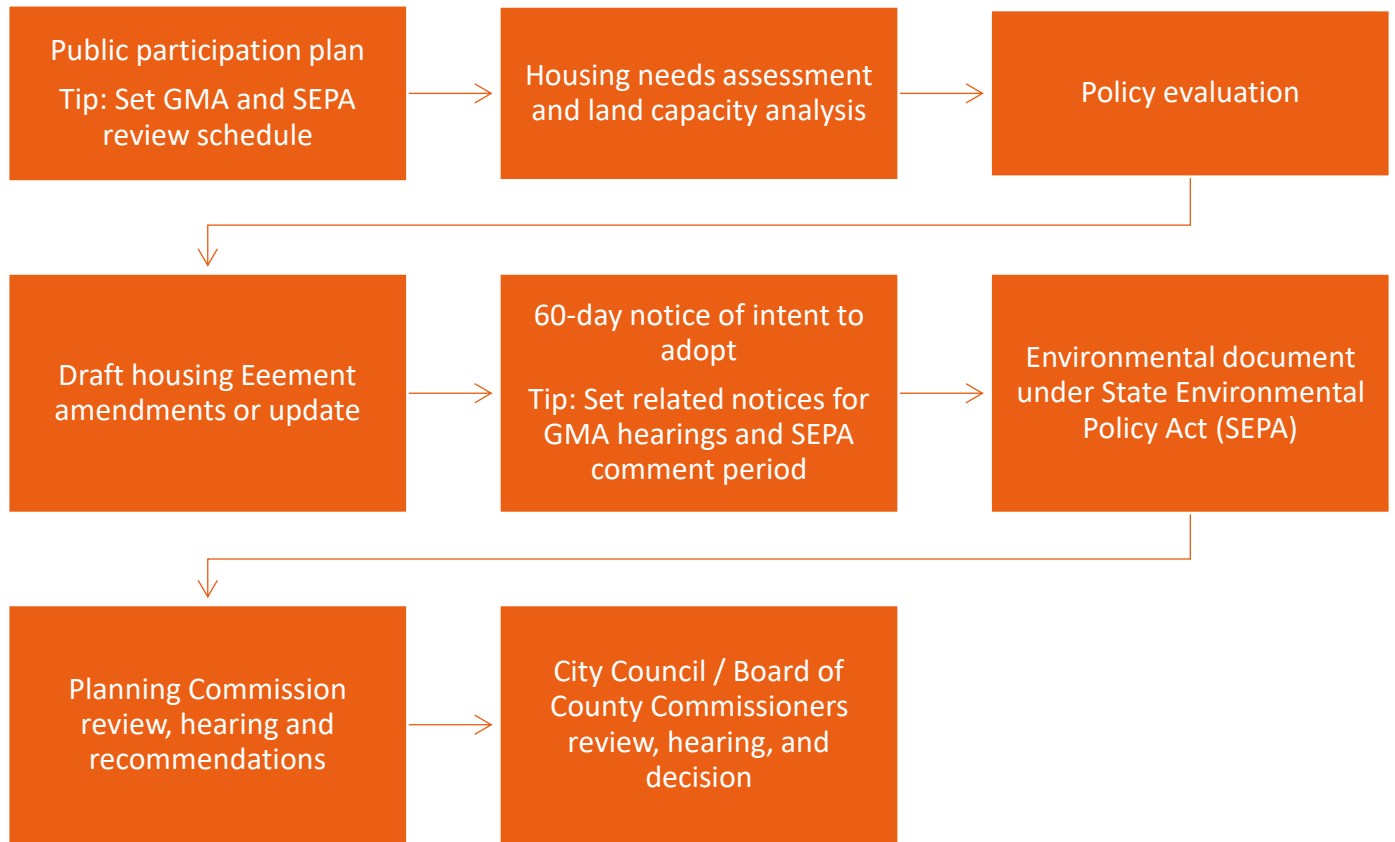 Public participation plan
Tip: Set GMA and SEPA
review schedule
Housing needs assessment
and land capacity analysis
Policy evaluation
Draft housing Eeement
amendments or update
60-day notice of intent to
adopt
Tip: Set related notices for
GMA hearings and SEPA
comment period
Environmental document
under State Environmental
Policy Act (SEPA)
Planning Commission
review, hearing and
recommendations
City Council / Board of
County Commissioners
review, hearing, and
decision